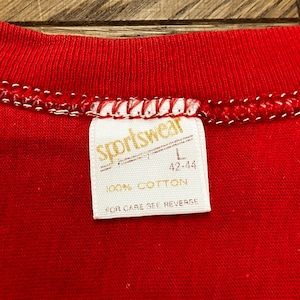 sportswear
L
42-44
100% COTTON
FOR CARE SEE REVERSE